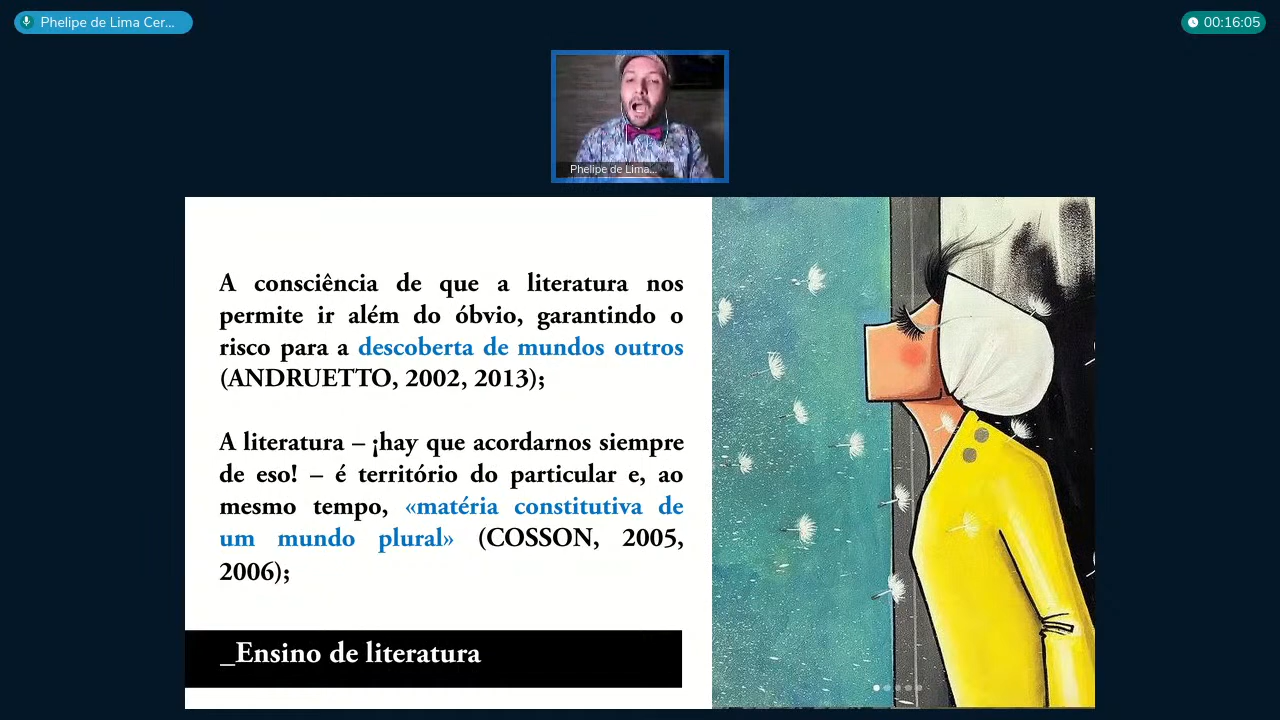 Phelipe de Lima Cer...
00:16:05
Phelipe de Lima...
A consciência de que a literatura nos
permite ir além do óbvio, garantindo o
risco para a descoberta de mundos outros
(ANDRUETTO, 2002, 2013);
A literatura – ¡hay que acordarnos siempre
de eso! – é território do particular e, ao
mesmo tempo, «matéria constitutiva de
um mundo plural» (COSSON, 2005,
2006);
_Ensino de literatura